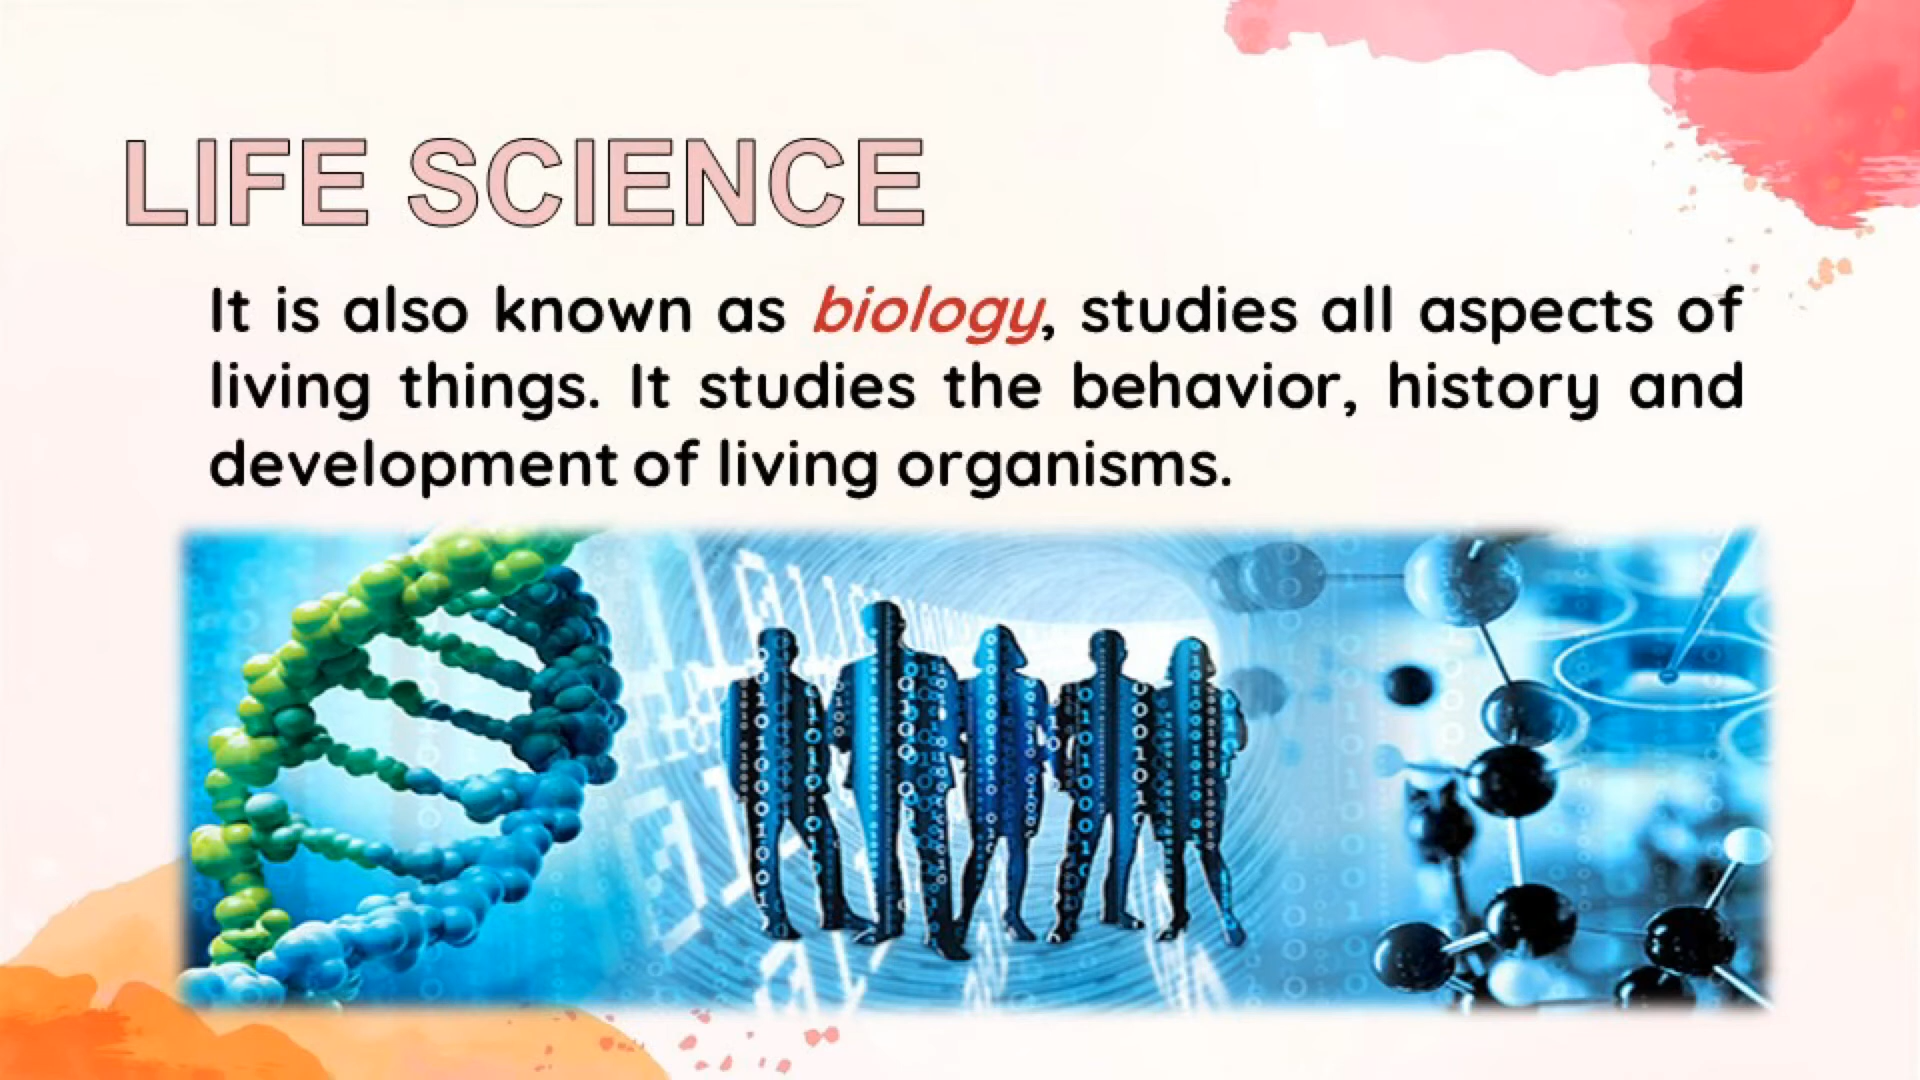 LIFE SCIENCE
It is also known as biology, studies all aspects of
living things. It studies the behavior, history and
development of living organisms.